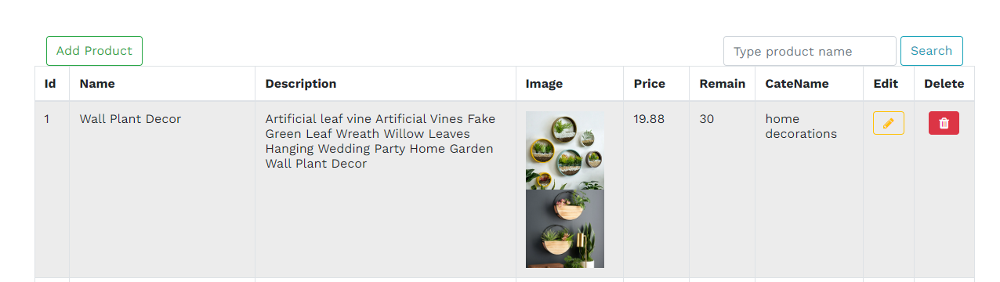 Add Product
Type product name
Search
Id
Name
Description
Image
Price
Remain
CateName
Edit
Delete
1
Wall Plant Decor
Artificial leaf vine Artificial Vines Fake
Green Leaf Wreath Willow Leaves
Hanging Wedding Party Home Garden
Wall Plant Decor
19.88
30
home
decorations